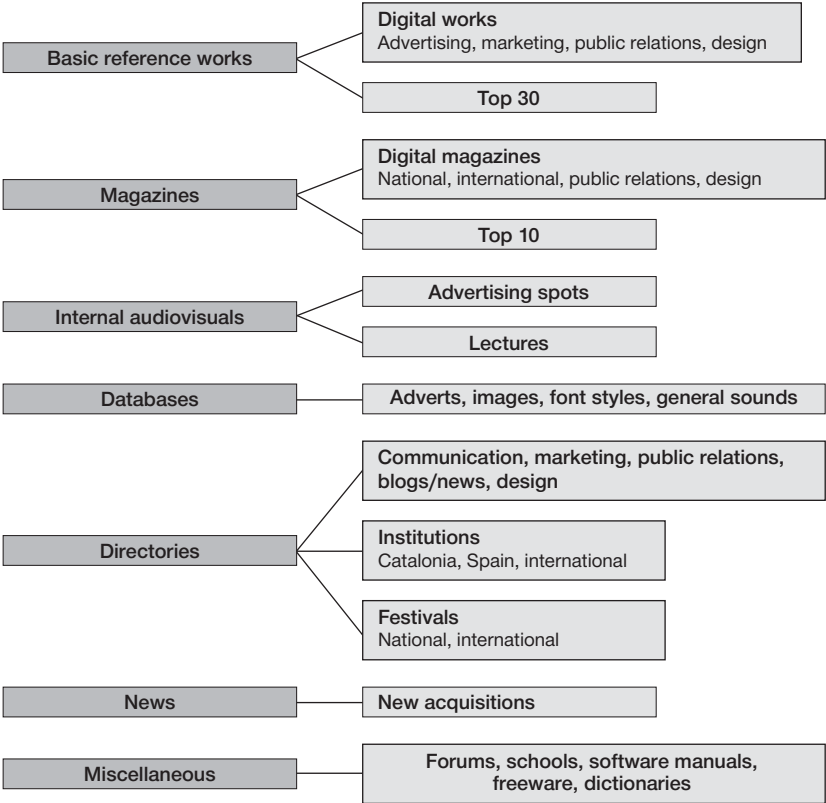 Basic reference works
Digital works
Advertising, marketing, public relations, design
Top 30
Magazines
Digital magazines
National, international, public relations, design
Top 10
Internal audiovisuals
Advertising spots
Lectures
Databases
Adverts, images, font styles, general sounds
Directories
Communication, marketing, public relations,
blogs/news, design
Institutions
Catalonia, Spain, international
Festivals
National, international
News
New acquisitions
Miscellaneous
Forums, schools, software manuals,
freeware, dictionaries